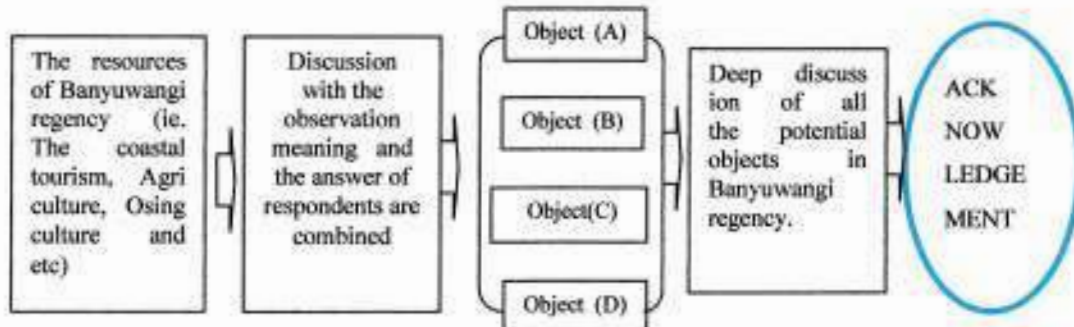 The resources
of Banyuwangi
regency (ie.
The coastal
tourism, Agri
culture, Osing
culture and
etc)
Discussion
with the
observation
meaning and
the answer of
respondents are
combined
Object (A)
Object (B)
Object(C)
Object (D)
Deep discuss
ion of all
the potential
objects in
Banyuwangi
regency.
ACK
NOW
LEDGE
MENT